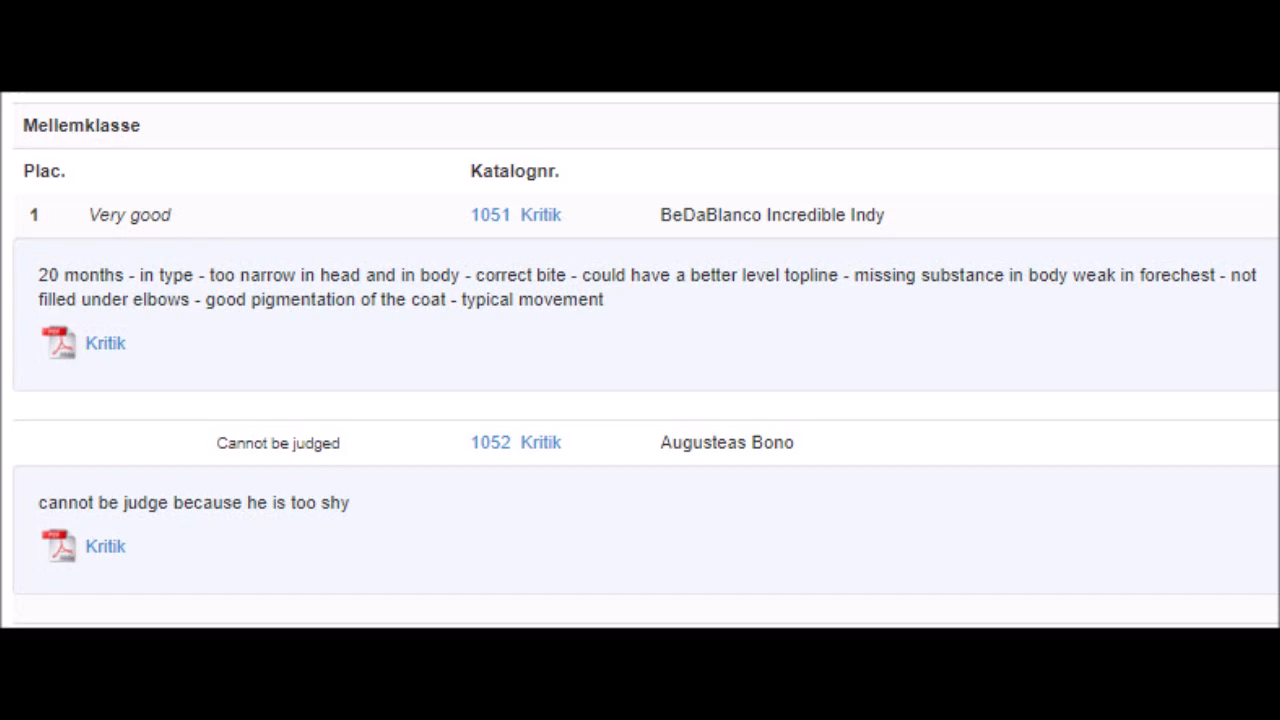 Mellemklasse
Plac. Katalognr.
1 Very good 1051 Kritik BeDaBlanco Incredible Indy
20 months - in type - too narrow in head and in body - correct bite - could have a better level topline - missing substance in body weak in forechest - not
filled under elbows - good pigmentation of the coat - typical movement
Kritik
Cannot be judged 1052 Kritik Augusteas Bono
cannot be judge because he is too shy
Kritik